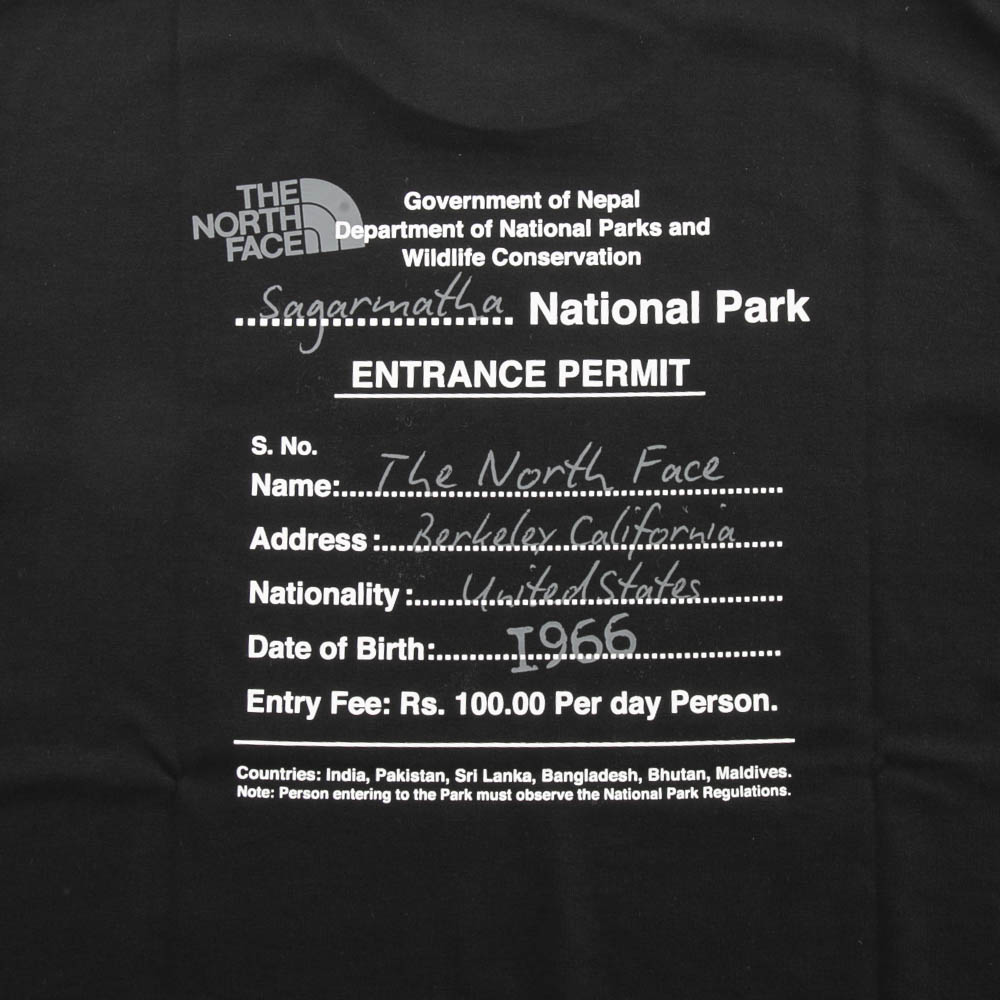 THE
NORTH
FACE
Government of Nepal
Department of National Parks and
Wildlife Conservation
Sagarmatha National Park
ENTRANCE PERMIT
S. No.
Name: The North Face
Address: Berkeley California
Nationality: United States
Date of Birth: 1966
Entry Fee: Rs. 100.00 Per day Person.
Countries: India, Pakistan, Sri Lanka, Bangladesh, Bhutan, Maldives.
Note: Person entering to the Park must observe the National Park Regulations.